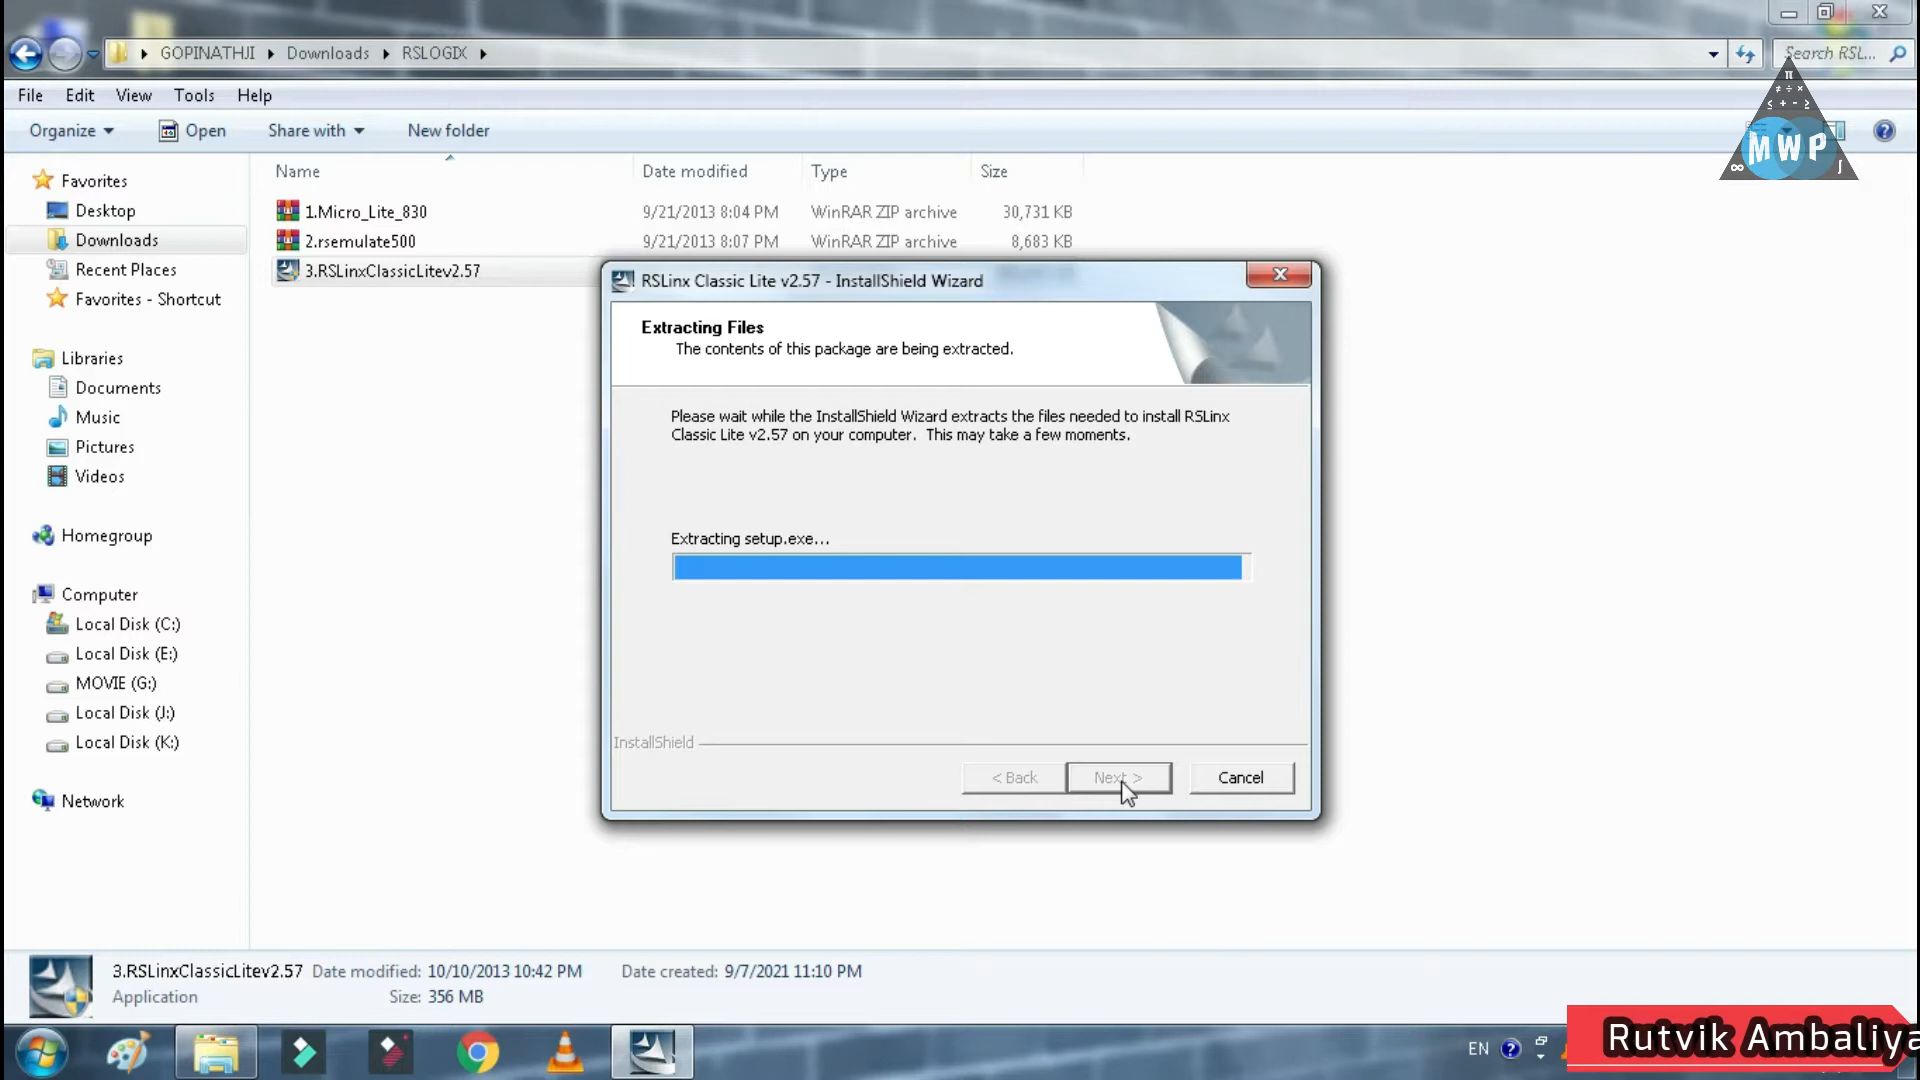 GOPINATHJI Downloads RSLOGIX
Search RSL...
File Edit View Tools Help
π
≠ ÷ ×
≤ + - ≥
MWP
∞ ∫
Organize Open Share with New folder
Name Date modified Type Size
Favorites
Desktop
Downloads
Recent Places
Favorites - Shortcut
Libraries
Documents
Music
Pictures
Videos
Homegroup
Computer
Local Disk (C:)
Local Disk (E:)
MOVIE (G:)
Local Disk (J:)
Local Disk (K:)
Network
1.Micro_Lite_830 9/21/2013 8:04 PM WinRAR ZIP archive 30,731 KB
2.rsemulate500 9/21/2013 8:07 PM WinRAR ZIP archive 8,683 KB
3.RSLinxClassicLitev2.57
RSLinx Classic Lite v2.57 - InstallShield Wizard
Extracting Files
The contents of this package are being extracted.
Please wait while the InstallShield Wizard extracts the files needed to install RSLinx
Classic Lite v2.57 on your computer. This may take a few moments.
Extracting setup.exe...
InstallShield
< Back Next > Cancel
3.RSLinxClassicLitev2.57 Date modified: 10/10/2013 10:42 PM Date created: 9/7/2021 11:10 PM
Application Size: 356 MB
EN
Rutvik Ambaliya